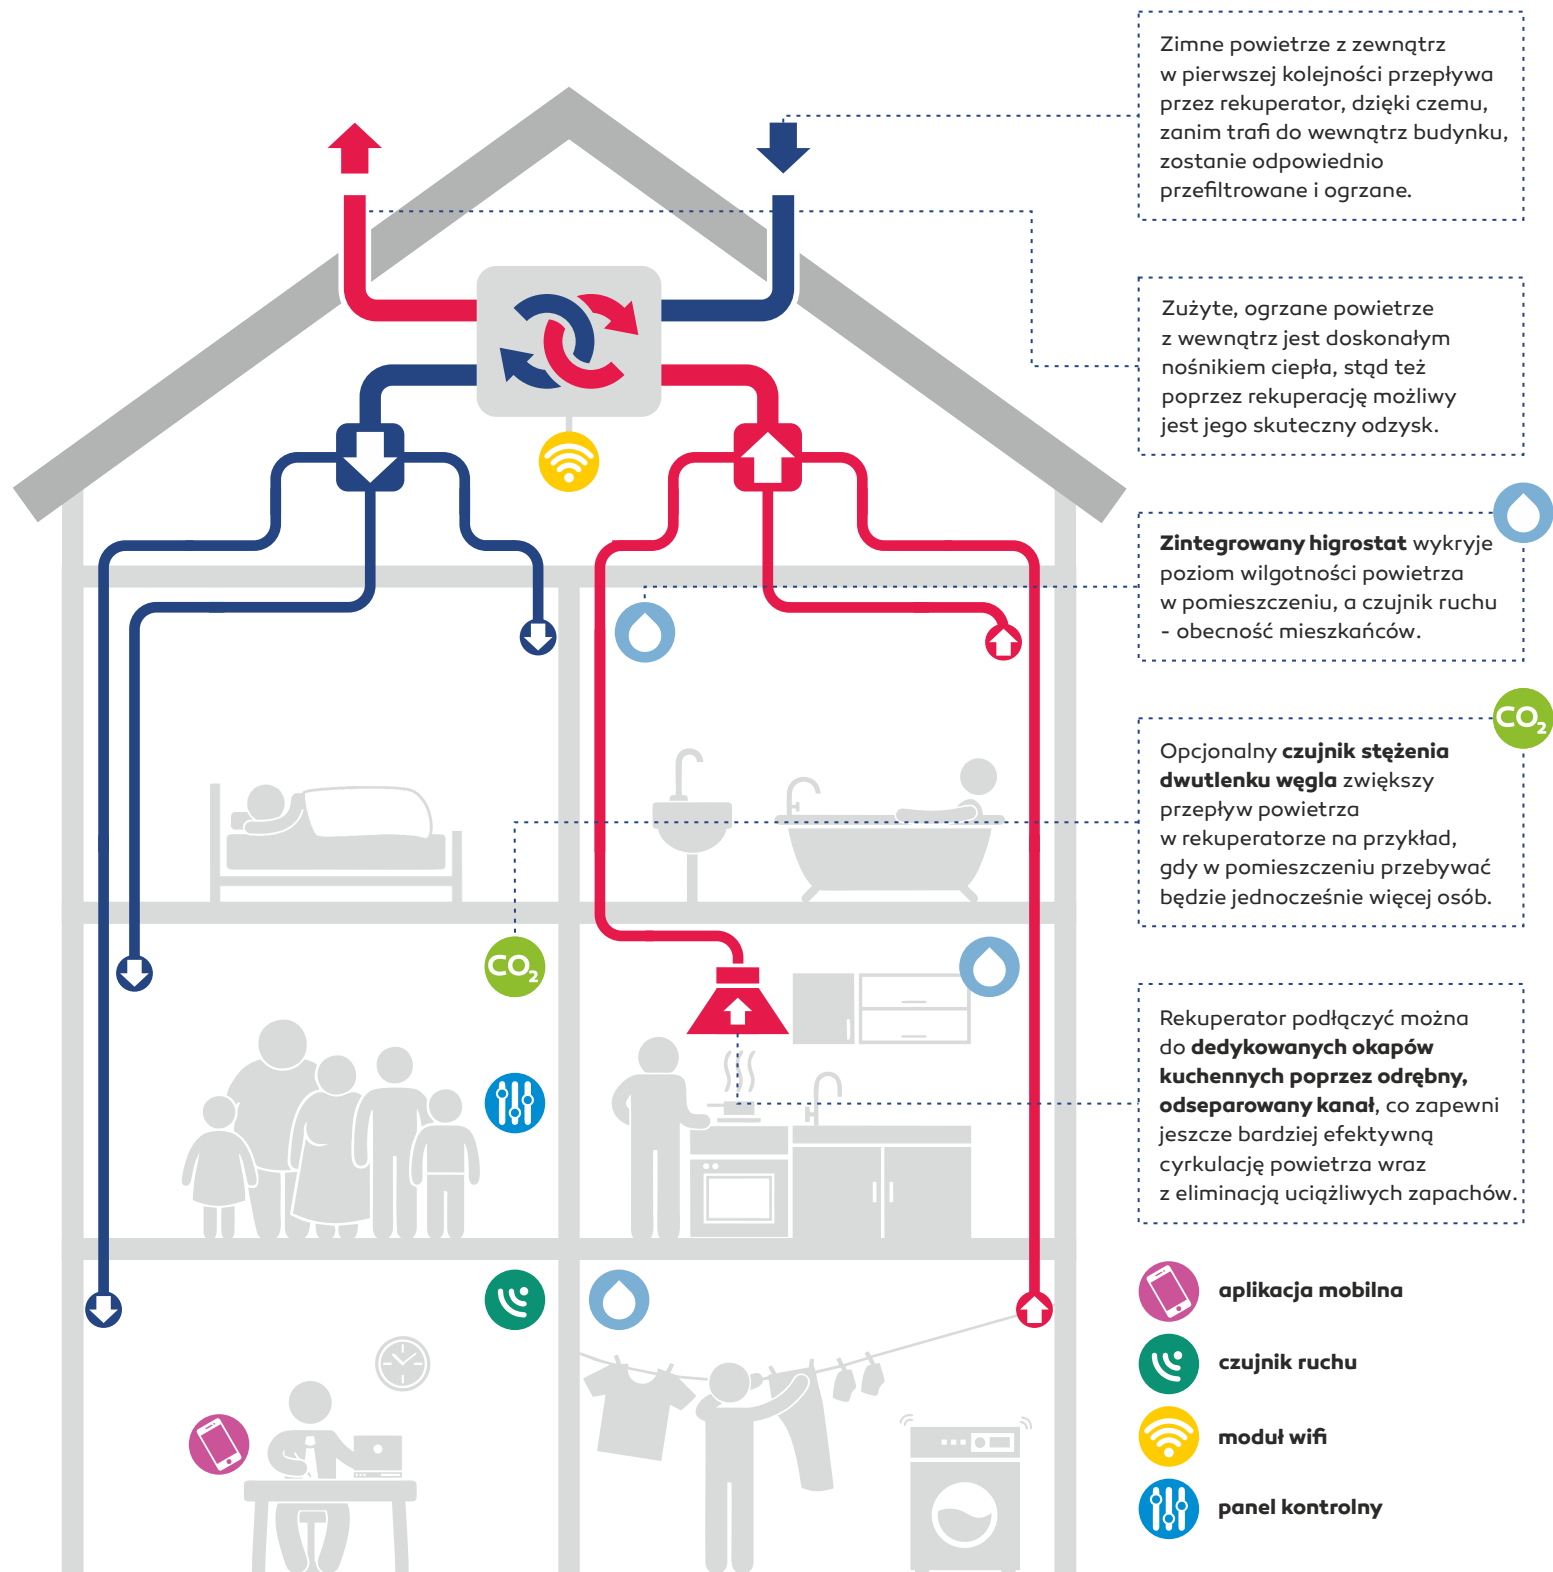 Zimne powietrze z zewnątrz
w pierwszej kolejności przepływa
przez rekuperator, dzięki czemu,
zanim trafi do wewnątrz budynku,
zostanie odpowiednio
przefiltrowane i ogrzane.
Zużyte, ogrzane powietrze
z wewnątrz jest doskonałym
nośnikiem ciepła, stąd też
poprzez rekuperację możliwy
jest jego skuteczny odzysk.
Zintegrowany higrostat wykryje
poziom wilgotności powietrza
w pomieszczeniu, a czujnik ruchu
- obecność mieszkańców.
CO₂
Opcjonalny czujnik stężenia
dwutlenku węgla zwiększy
przepływ powietrza
w rekuperatorze na przykład,
gdy w pomieszczeniu przebywać
będzie jednocześnie więcej osób.
CO₂
Rekuperator podłączyć można
do dedykowanych okapów
kuchennych poprzez odrębny,
odseparowany kanał, co zapewni
jeszcze bardziej efektywną
cyrkulację powietrza wraz
z eliminacją uciążliwych zapachów.
aplikacja mobilna
czujnik ruchu
moduł wifi
panel kontrolny